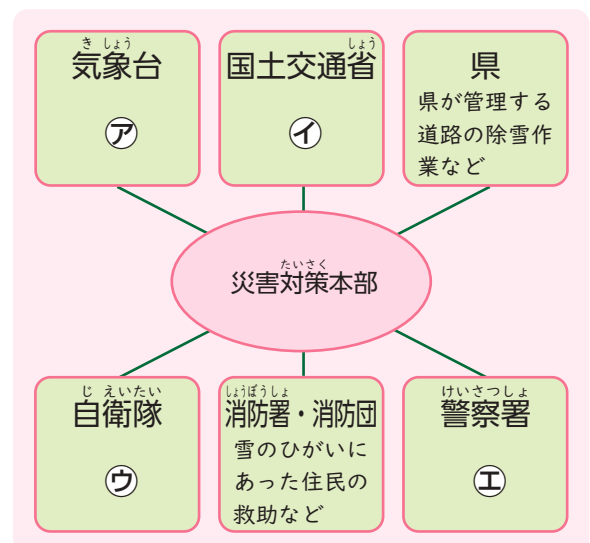 気象台
きしょう
㋐
国土交通省
しょう
㋑
県
県が管理する
道路の除雪作
業など
災害対策本部
たいさく
自衛隊
じえいたい
㋒
消防署・消防団
しょうぼうしょ
雪のひがいに
あった住民の
救助など
警察署
けいさつしょ
㋓